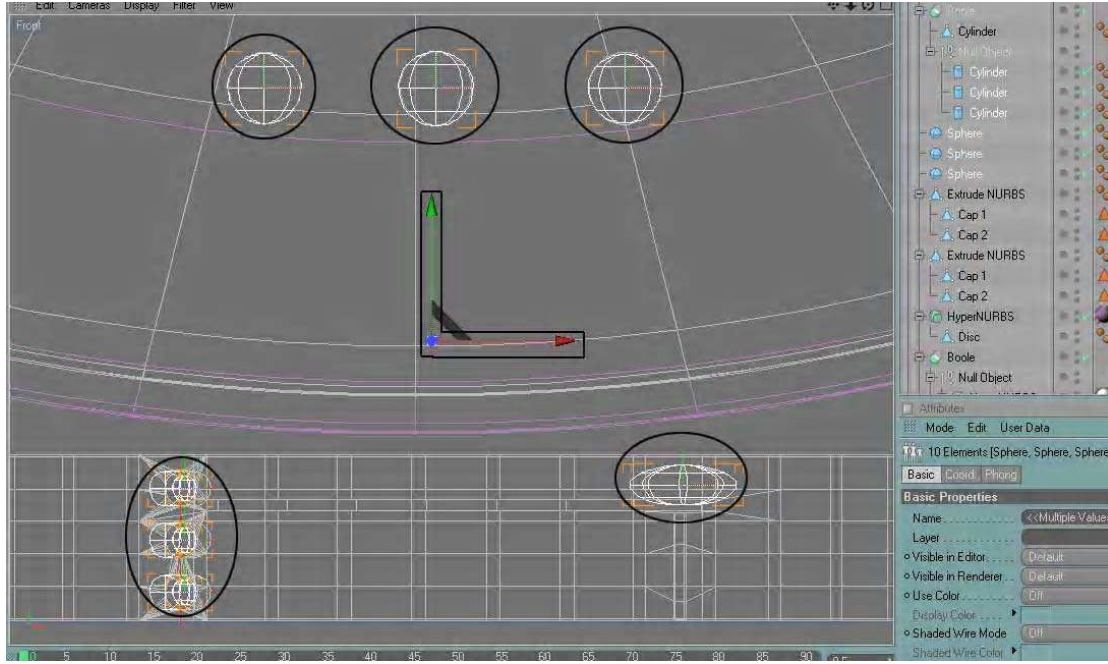 Edit Cameras Display Filter View
Front
Boole
Cylinder
Null Object
Cylinder
Cylinder
Cylinder
Sphere
Sphere
Sphere
Extrude NURBS
Cap 1
Cap 2
Extrude NURBS
Cap 1
Cap 2
HyperNURBS
Disc
Boole
Null Object
Attributes
Mode Edit User Data
10 Elements [Sphere, Sphere, Sphere
Basic Coord. Phong
Basic Properties
Name <<Multiple Value
Layer
Visible in Editor Default
Visible in Renderer Default
Use Color Off
Display Color
Shaded Wire Mode Off
Shaded Wire Color
0 5 10 15 20 25 30 35 40 45 50 55 60 65 70 75 80 85 90